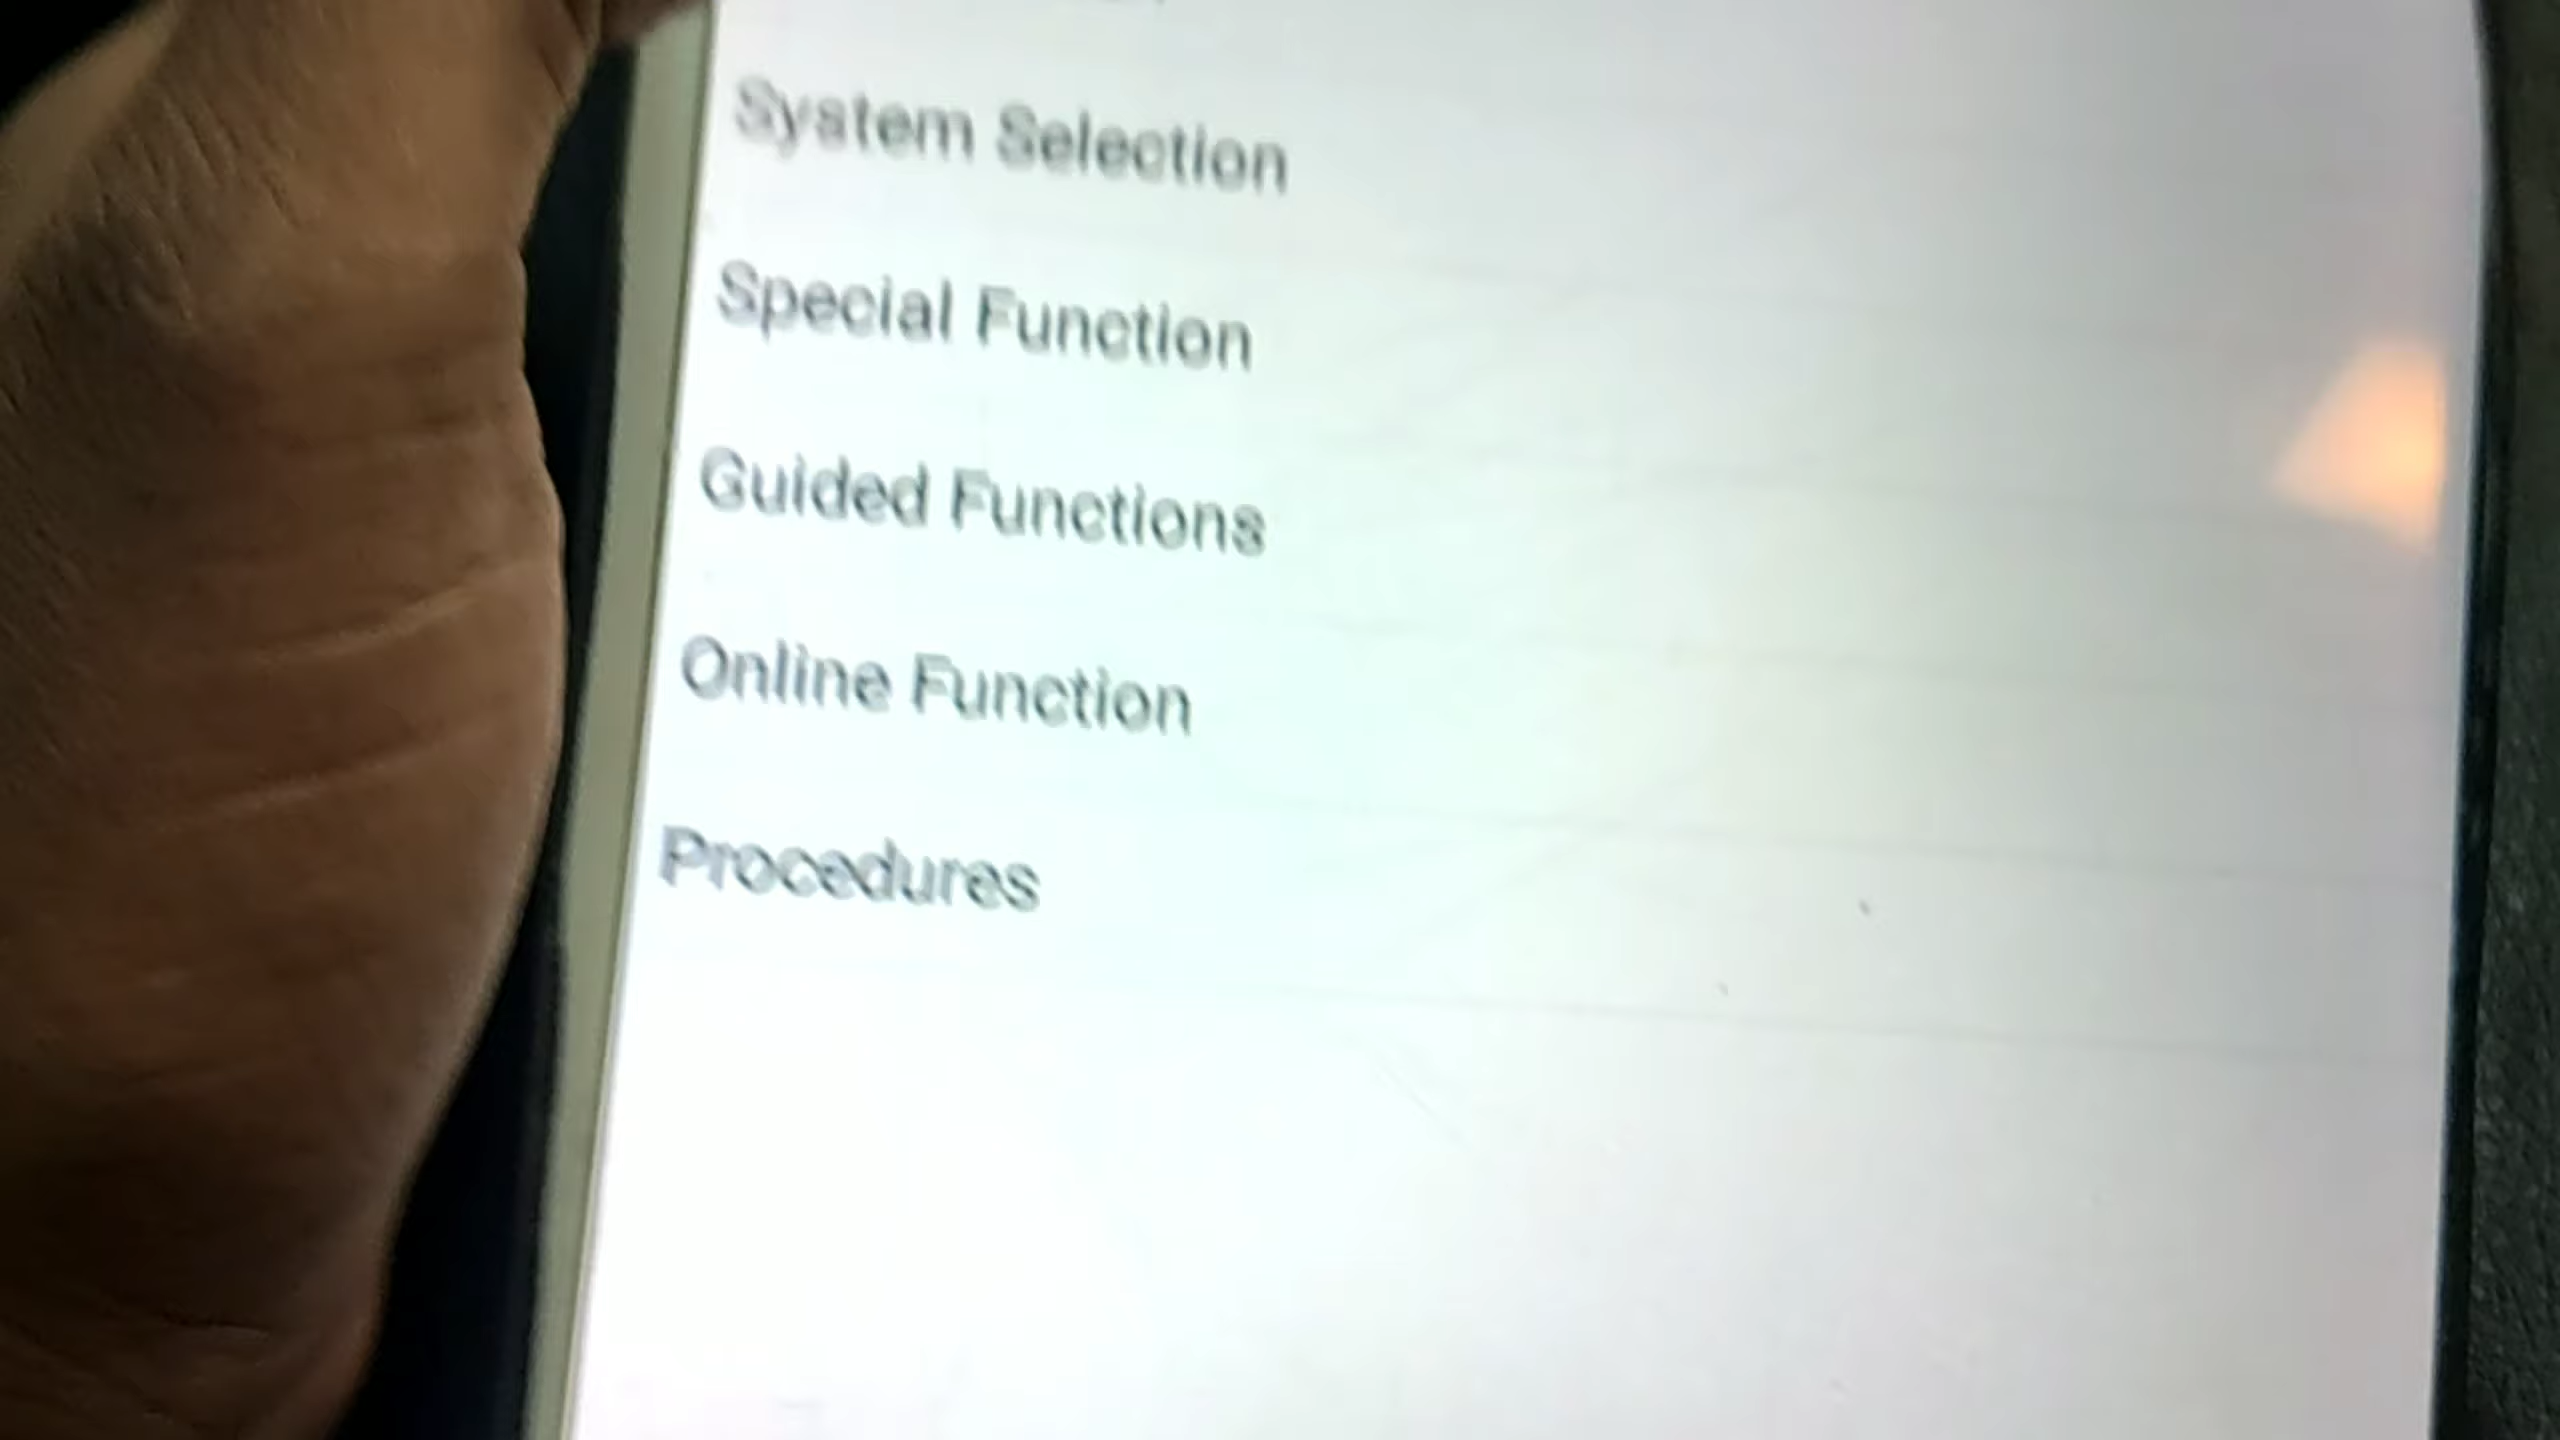 System Selection
Special Function
Guided Functions
Online Function
Procedures